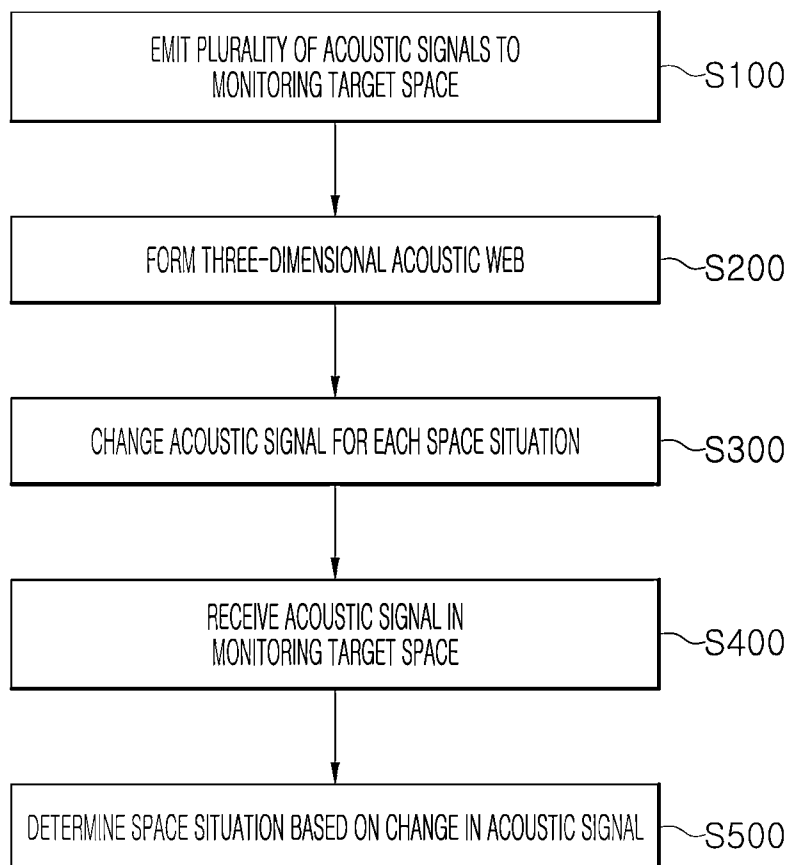 EMIT PLURALITY OF ACOUSTIC SIGNALS TO
MONITORING TARGET SPACE
S100
FORM THREE-DIMENSIONAL ACOUSTIC WEB
S200
CHANGE ACOUSTIC SIGNAL FOR EACH SPACE SITUATION
S300
RECEIVE ACOUSTIC SIGNAL IN
MONITORING TARGET SPACE
S400
DETERMINE SPACE SITUATION BASED ON CHANGE IN ACOUSTIC SIGNAL
S500